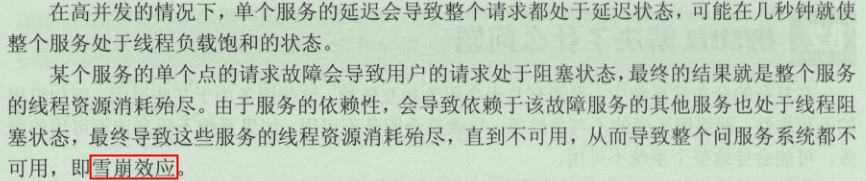 在高并发的情况下，单个服务的延迟会导致整个请求都处于延迟状态，可能在几秒钟就使
整个服务处于线程负载饱和的状态。
某个服务的单个点的请求故障会导致用户的请求处于阻塞状态，最终的结果就是整个服务
的线程资源消耗殆尽。由于服务的依赖性，会导致依赖于该故障服务的其他服务也处于线程阻
塞状态，最终导致这些服务的线程资源消耗殆尽，直到不可用，从而导致整个问服务系统都不
可用，即雪崩效应。